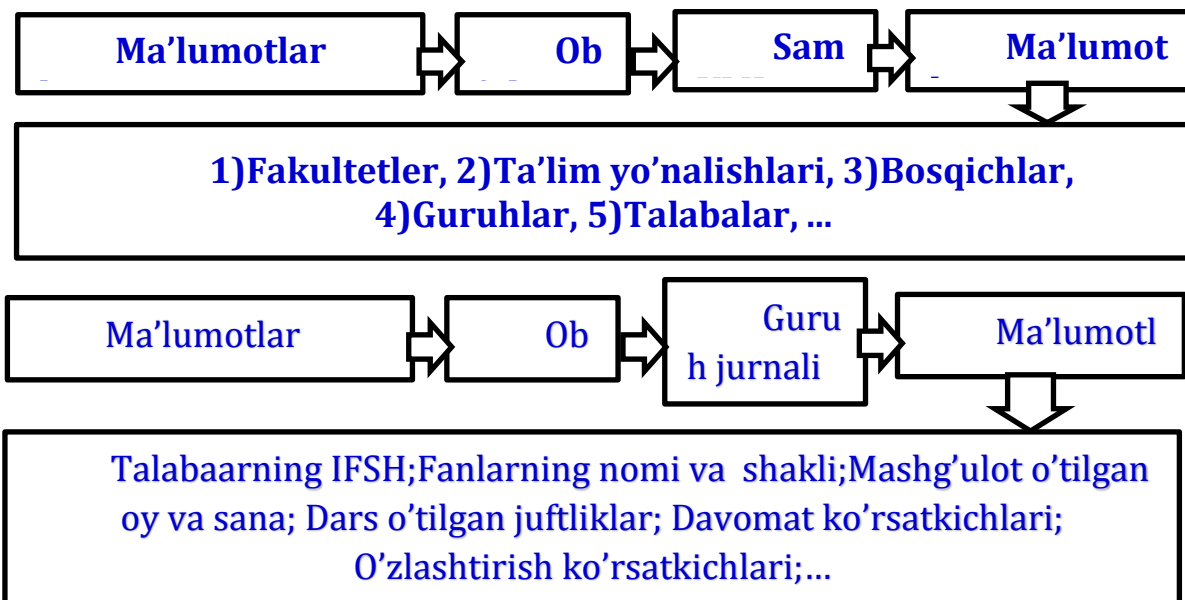 Ma’lumotlar
Ob
Sam
Ma’lumot
1)Fakultetler, 2)Ta’lim yo’nalishlari, 3)Bosqichlar,
4)Guruhlar, 5)Talabalar, ...
Ma’lumotlar
Ob
Guru
h jurnali
Ma’lumotl
Talabaarning IFSH;Fanlarning nomi va shakli;Mashg’ulot o’tilgan
oy va sana; Dars o’tilgan juftliklar; Davomat ko’rsatkichlari;
O’zlashtirish ko’rsatkichlari;...